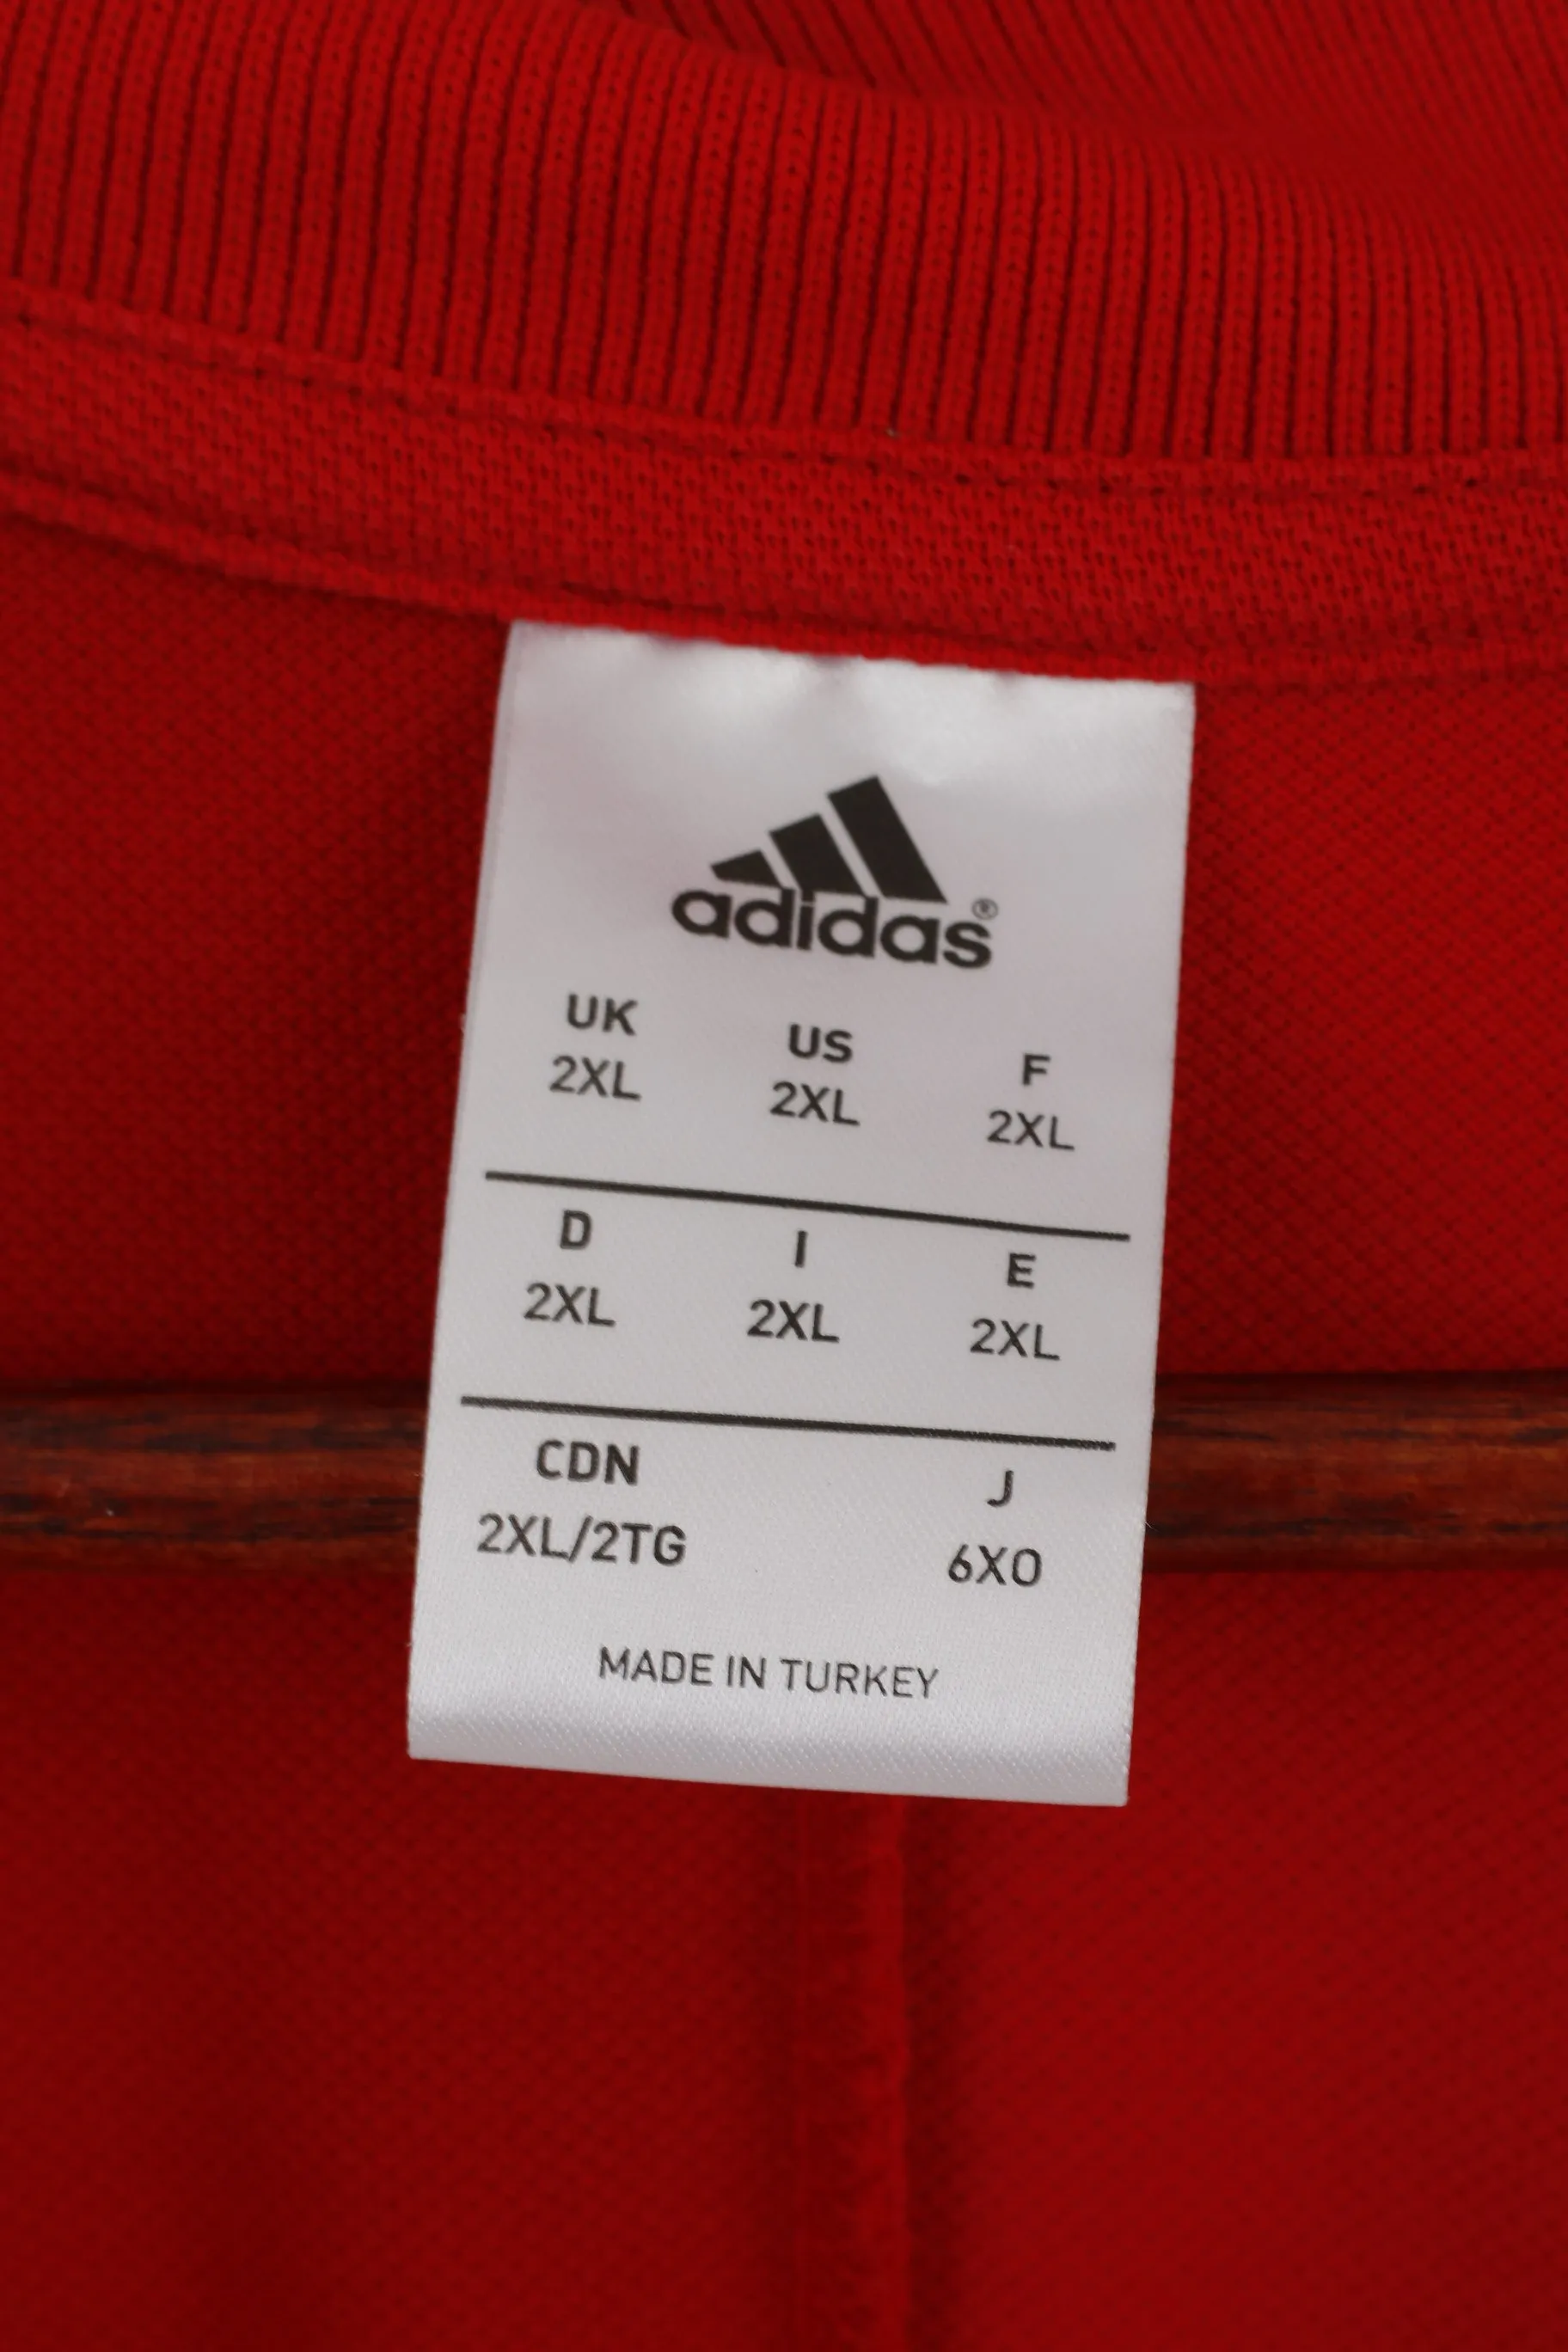 adidas®
UK US F
2XL 2XL 2XL
D I E
2XL 2XL 2XL
CDN J
2XL/2TG 6XO
MADE IN TURKEY